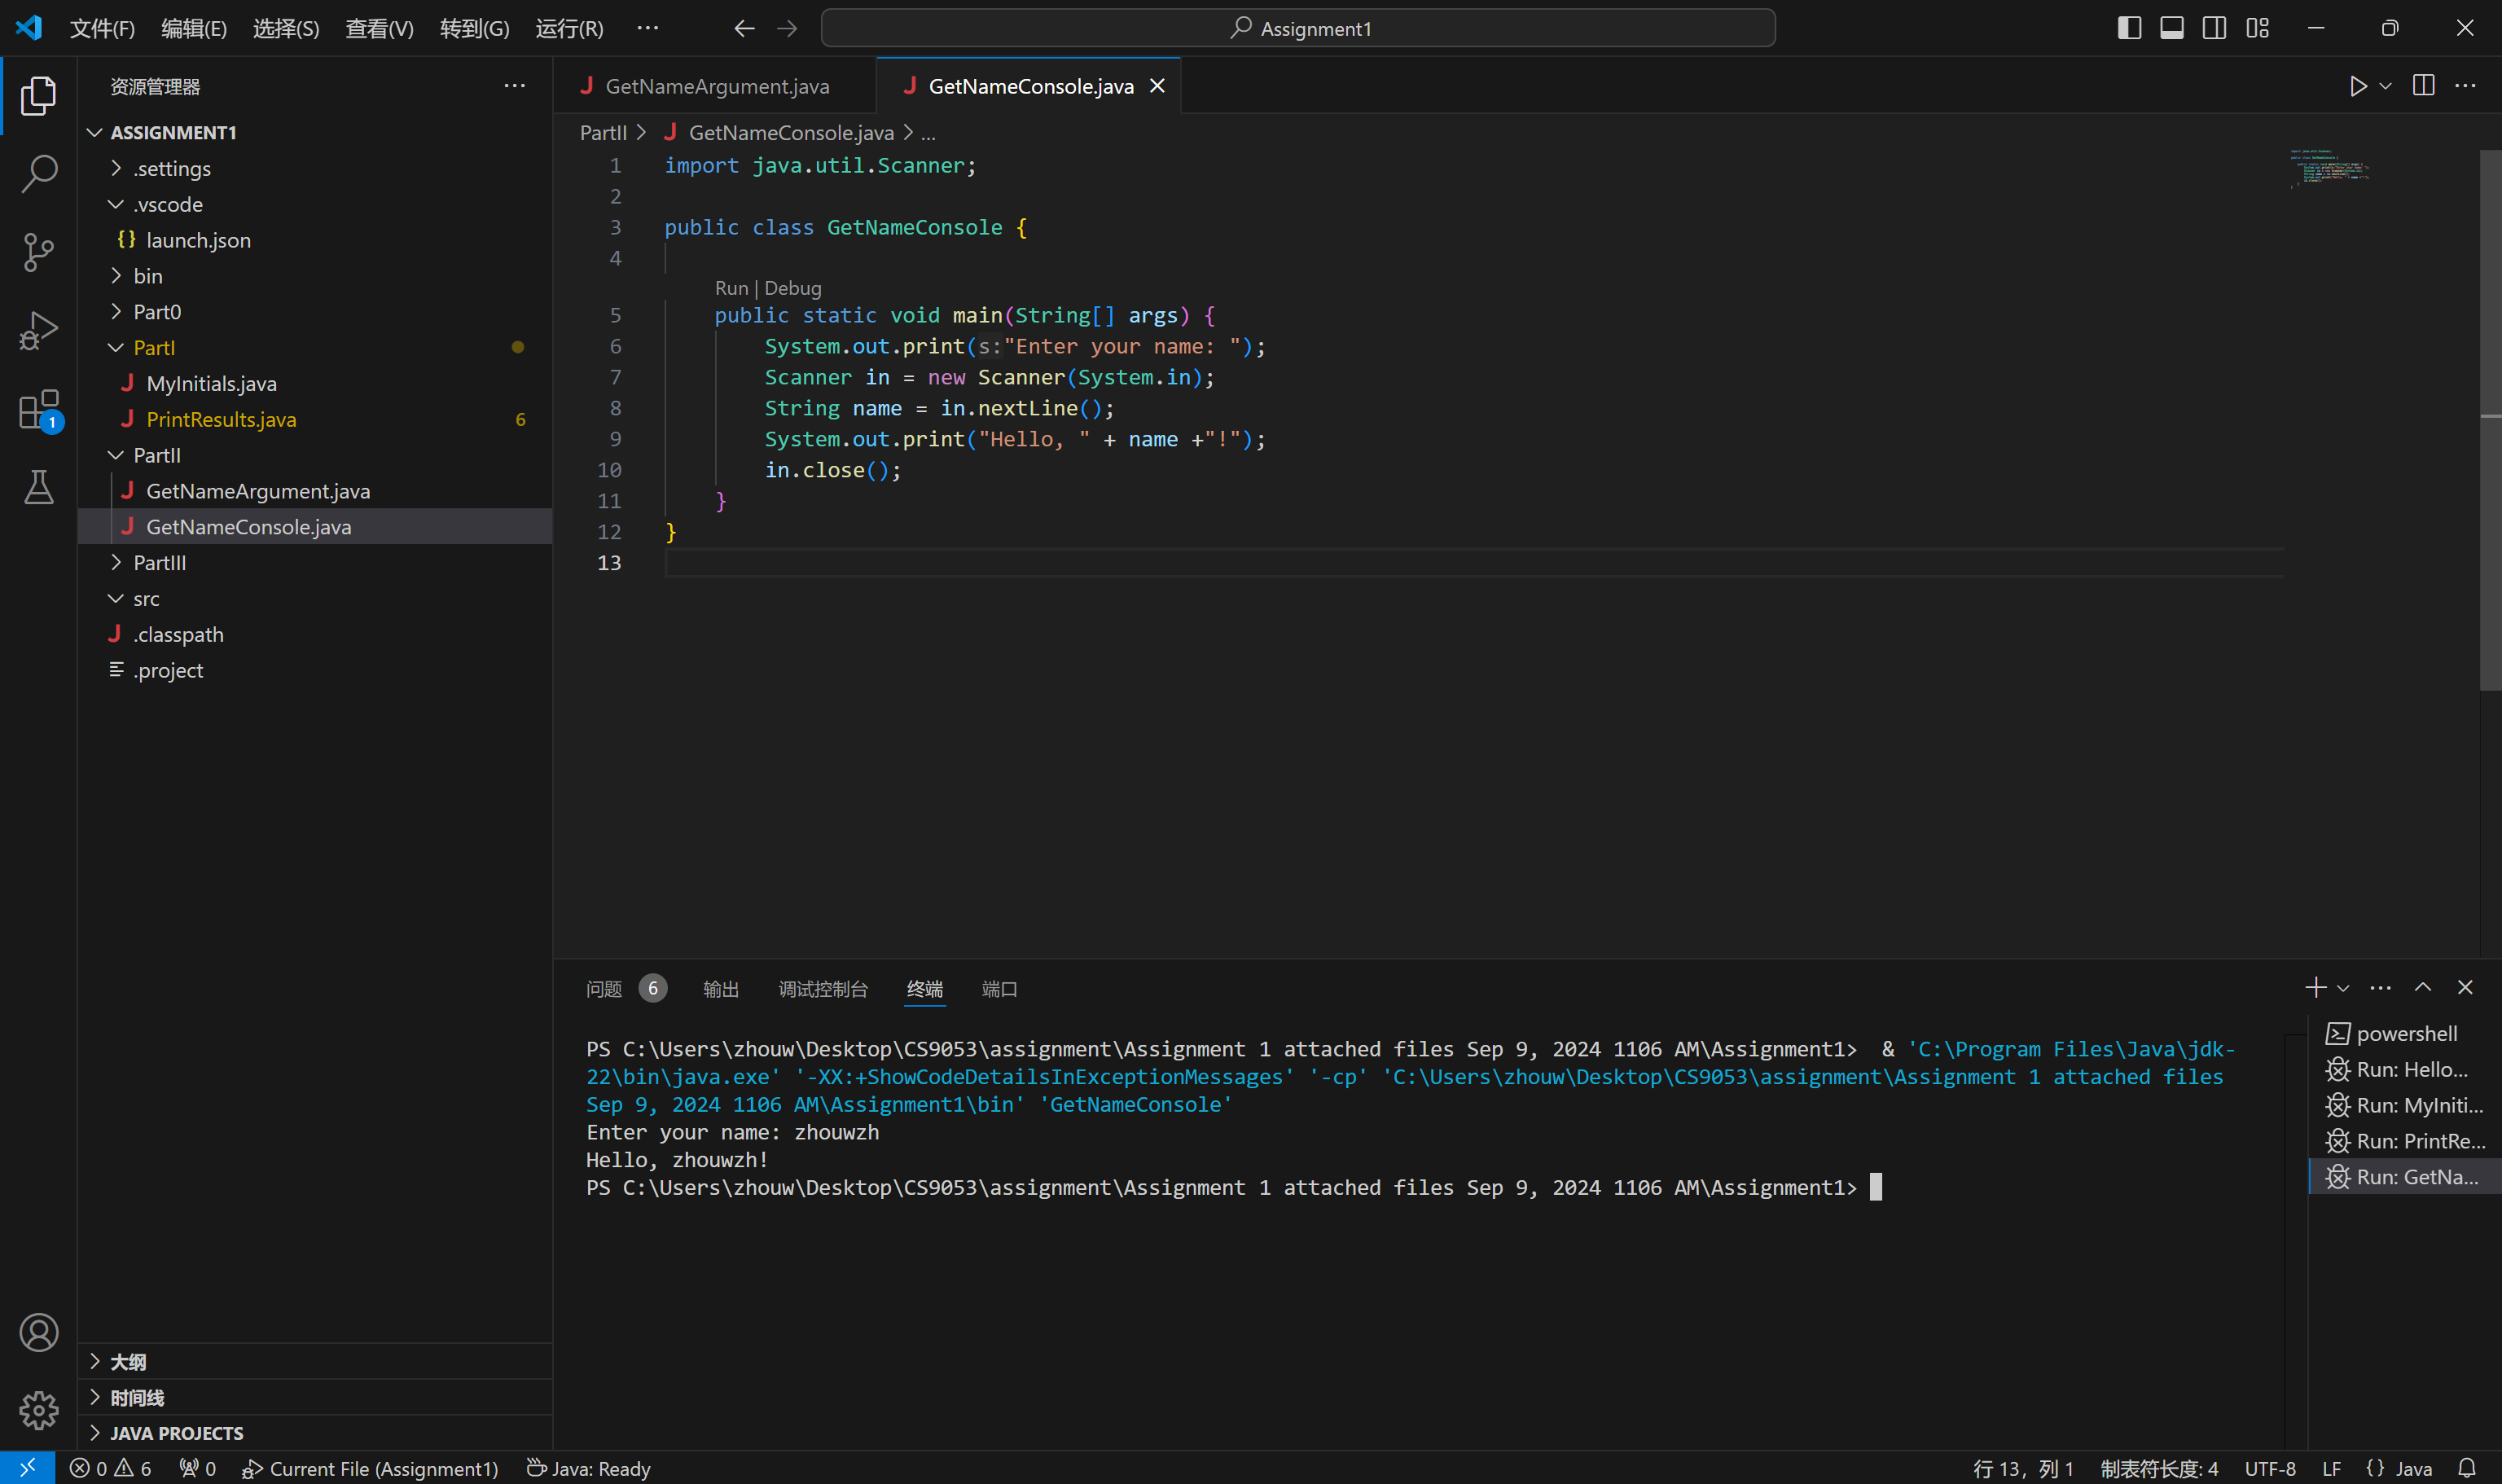 文件(F) 编辑(E) 选择(S) 查看(V) 转到(G) 运行(R) ··· Assignment1
资源管理器
ASSIGNMENT1
.settings
.vscode
{} launch.json
bin
Part0
PartI
J MyInitials.java
J PrintResults.java 6
PartII
J GetNameArgument.java
J GetNameConsole.java
PartIII
src
J .classpath
.project
大纲
时间线
JAVA PROJECTS
1
J GetNameArgument.java J GetNameConsole.java
PartII > J GetNameConsole.java > ...
1 import java.util.Scanner;
2
3 public class GetNameConsole {
4
Run | Debug
5 public static void main(String[] args) {
6 System.out.print(s:"Enter your name: ");
7 Scanner in = new Scanner(System.in);
8 String name = in.nextLine();
9 System.out.print("Hello, " + name +"!");
10 in.close();
11 }
12 }
13
问题 6 输出 调试控制台 终端 端口
PS C:\Users\zhouw\Desktop\CS9053\assignment\Assignment 1 attached files Sep 9, 2024 1106 AM\Assignment1> & 'C:\Program Files\Java\jdk-
22\bin\java.exe' '-XX:+ShowCodeDetailsInExceptionMessages' '-cp' 'C:\Users\zhouw\Desktop\CS9053\assignment\Assignment 1 attached files
Sep 9, 2024 1106 AM\Assignment1\bin' 'GetNameConsole'
Enter your name: zhouwzh
Hello, zhouwzh!
PS C:\Users\zhouw\Desktop\CS9053\assignment\Assignment 1 attached files Sep 9, 2024 1106 AM\Assignment1>
powershell
Run: Hello...
Run: MyIniti...
Run: PrintRe...
Run: GetNa...
0 6 0 Current File (Assignment1) Java: Ready 行 13，列 1 制表符长度: 4 UTF-8 LF {} Java